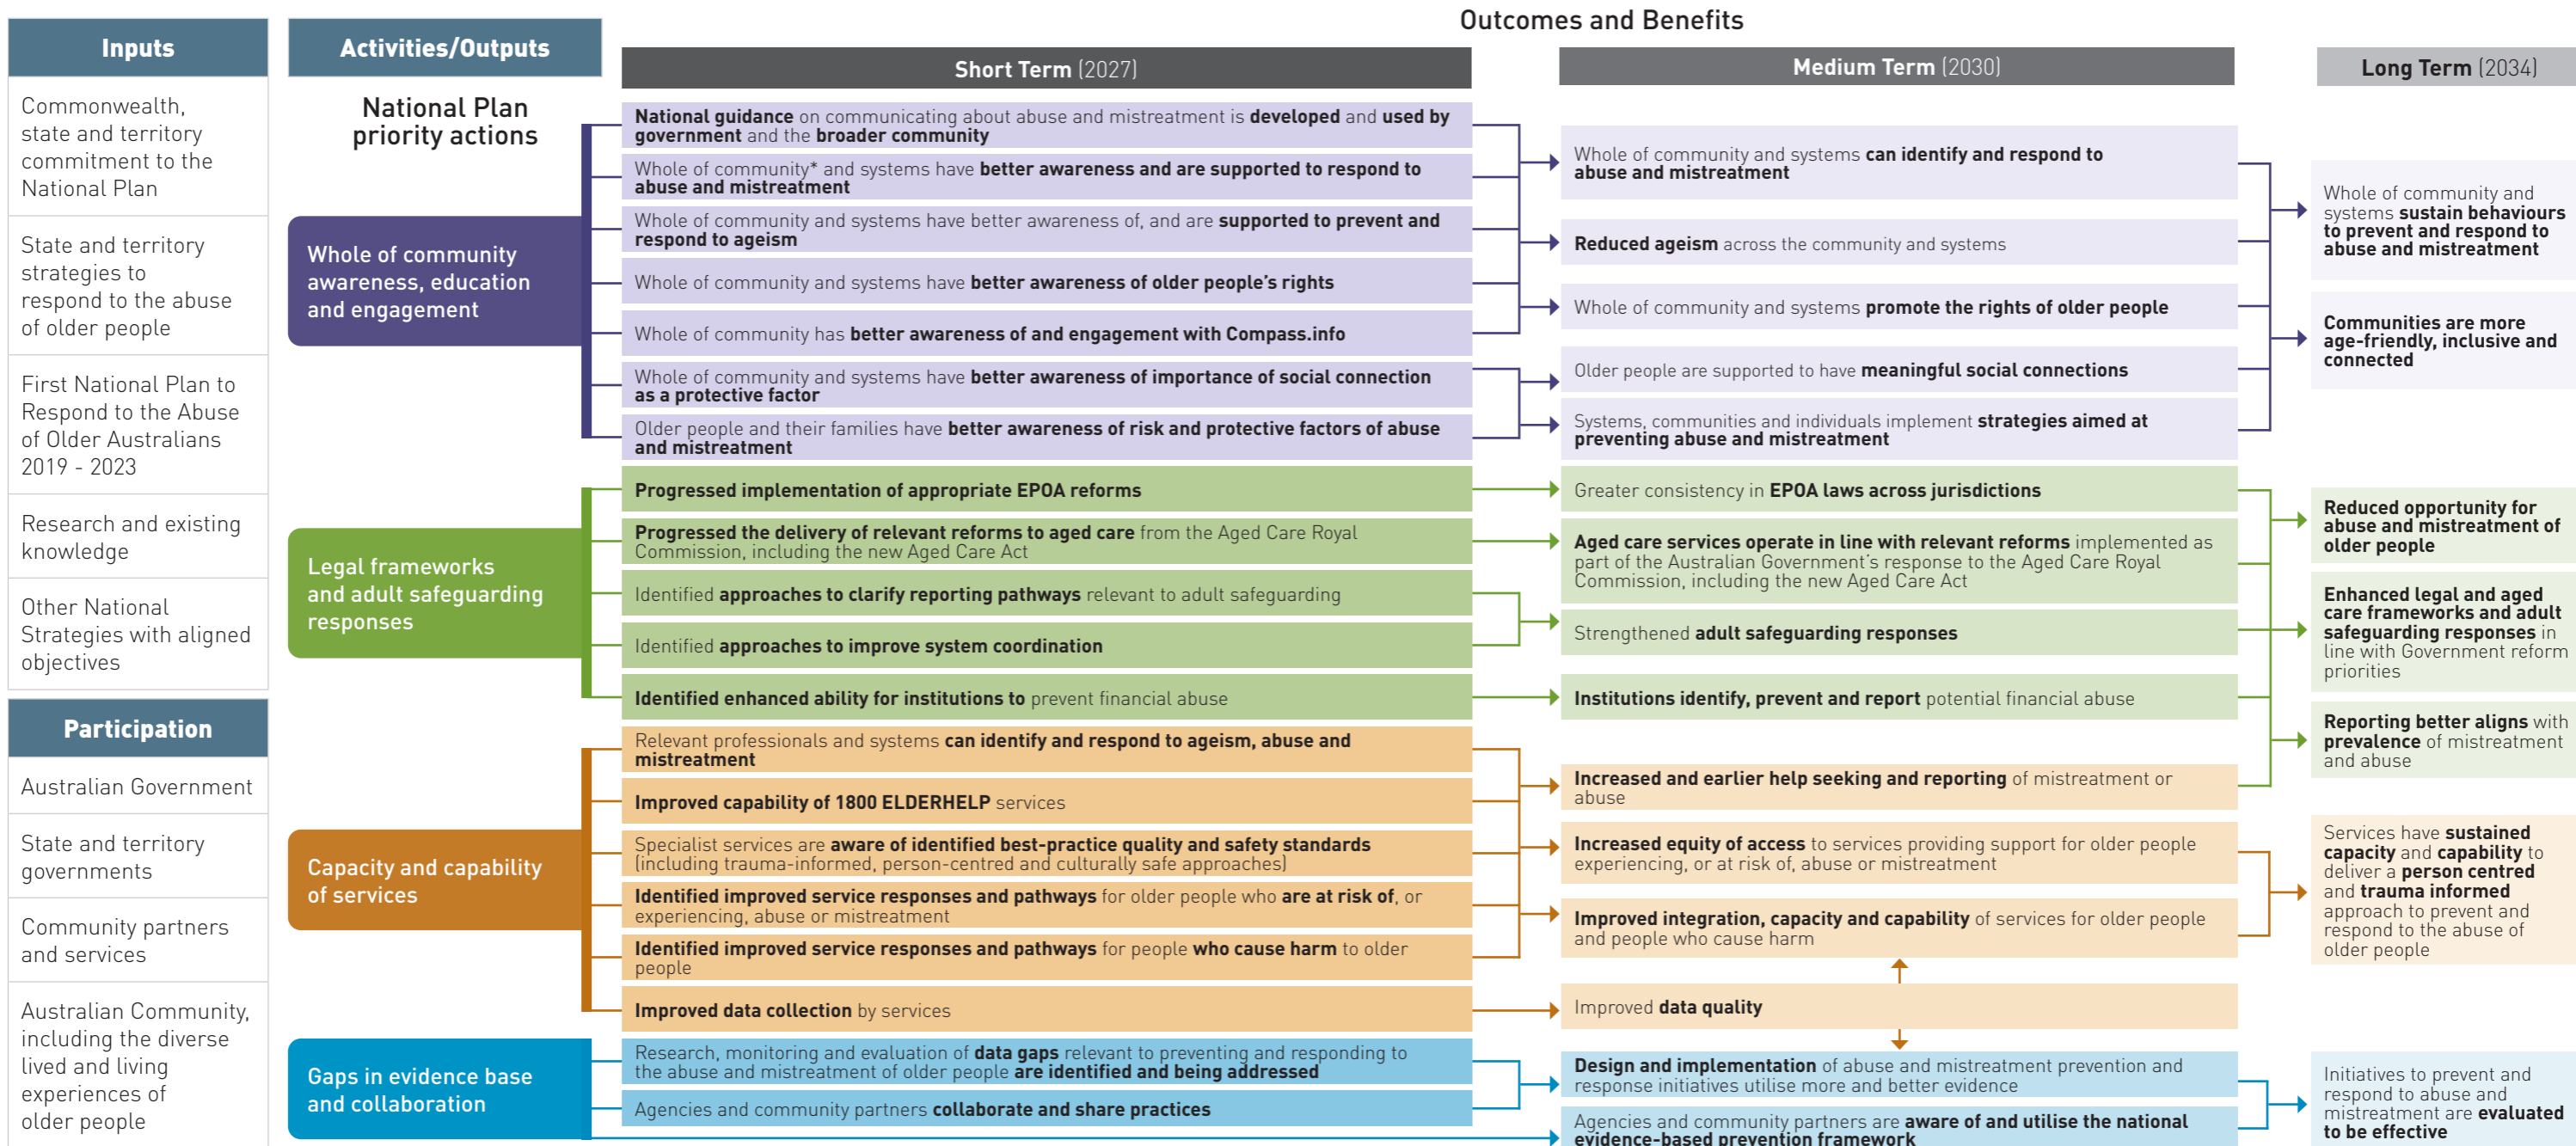 Outcomes and Benefits
Inputs
Commonwealth,
state and territory
commitment to the
National Plan
State and territory
strategies to
respond to the abuse
of older people
First National Plan to
Respond to the Abuse
of Older Australians
2019 - 2023
Research and existing
knowledge
Other National
Strategies with aligned
objectives
Participation
Australian Government
State and territory
governments
Community partners
and services
Australian Community,
including the diverse
lived and living
experiences of
older people
Activities/Outputs
National Plan
priority actions
Whole of community
awareness, education
and engagement
Legal frameworks
and adult safeguarding
responses
Capacity and capability
of services
Gaps in evidence base
and collaboration
Short Term (2027)
National guidance on communicating about abuse and mistreatment is developed and used by
government and the broader community
Whole of community* and systems have better awareness and are supported to respond to
abuse and mistreatment
Whole of community and systems have better awareness of, and are supported to prevent and
respond to ageism
Whole of community and systems have better awareness of older people's rights
Whole of community has better awareness of and engagement with Compass.info
Whole of community and systems have better awareness of importance of social connection
as a protective factor
Older people and their families have better awareness of risk and protective factors of abuse
and mistreatment
Progressed implementation of appropriate EPOA reforms
Progressed the delivery of relevant reforms to aged care from the Aged Care Royal
Commission, including the new Aged Care Act
Identified approaches to clarify reporting pathways relevant to adult safeguarding
Identified approaches to improve system coordination
Identified enhanced ability for institutions to prevent financial abuse
Relevant professionals and systems can identify and respond to ageism, abuse and
mistreatment
Improved capability of 1800 ELDERHELP services
Specialist services are aware of identified best-practice quality and safety standards
(including trauma-informed, person-centred and culturally safe approaches)
Identified improved service responses and pathways for older people who are at risk of, or
experiencing, abuse or mistreatment
Identified improved service responses and pathways for people who cause harm to older
people
Improved data collection by services
Research, monitoring and evaluation of data gaps relevant to preventing and responding to
the abuse and mistreatment of older people are identified and being addressed
Agencies and community partners collaborate and share practices
Medium Term (2030)
Whole of community and systems can identify and respond to
abuse and mistreatment
Reduced ageism across the community and systems
Whole of community and systems promote the rights of older people
Older people are supported to have meaningful social connections
Systems, communities and individuals implement strategies aimed at
preventing abuse and mistreatment
Greater consistency in EPOA laws across jurisdictions
Aged care services operate in line with relevant reforms implemented as
part of the Australian Government's response to the Aged Care Royal
Commission, including the new Aged Care Act
Strengthened adult safeguarding responses
Institutions identify, prevent and report potential financial abuse
Increased and earlier help seeking and reporting of mistreatment or
abuse
Increased equity of access to services providing support for older people
experiencing, or at risk of, abuse or mistreatment
Improved integration, capacity and capability of services for older people
and people who cause harm
Improved data quality
Design and implementation of abuse and mistreatment prevention and
response initiatives utilise more and better evidence
Agencies and community partners are aware of and utilise the national
evidence-based prevention framework
Long Term (2034)
Whole of community and
systems sustain behaviours
to prevent and respond to
abuse and mistreatment
Communities are more
age-friendly, inclusive and
connected
Reduced opportunity for
abuse and mistreatment of
older people
Enhanced legal and aged
care frameworks and adult
safeguarding responses in
line with Government reform
priorities
Reporting better aligns with
prevalence of mistreatment
and abuse
Services have sustained
capacity and capability to
deliver a person centred
and trauma informed
approach to prevent and
respond to the abuse of
older people
Initiatives to prevent and
respond to abuse and
mistreatment are evaluated
to be effective